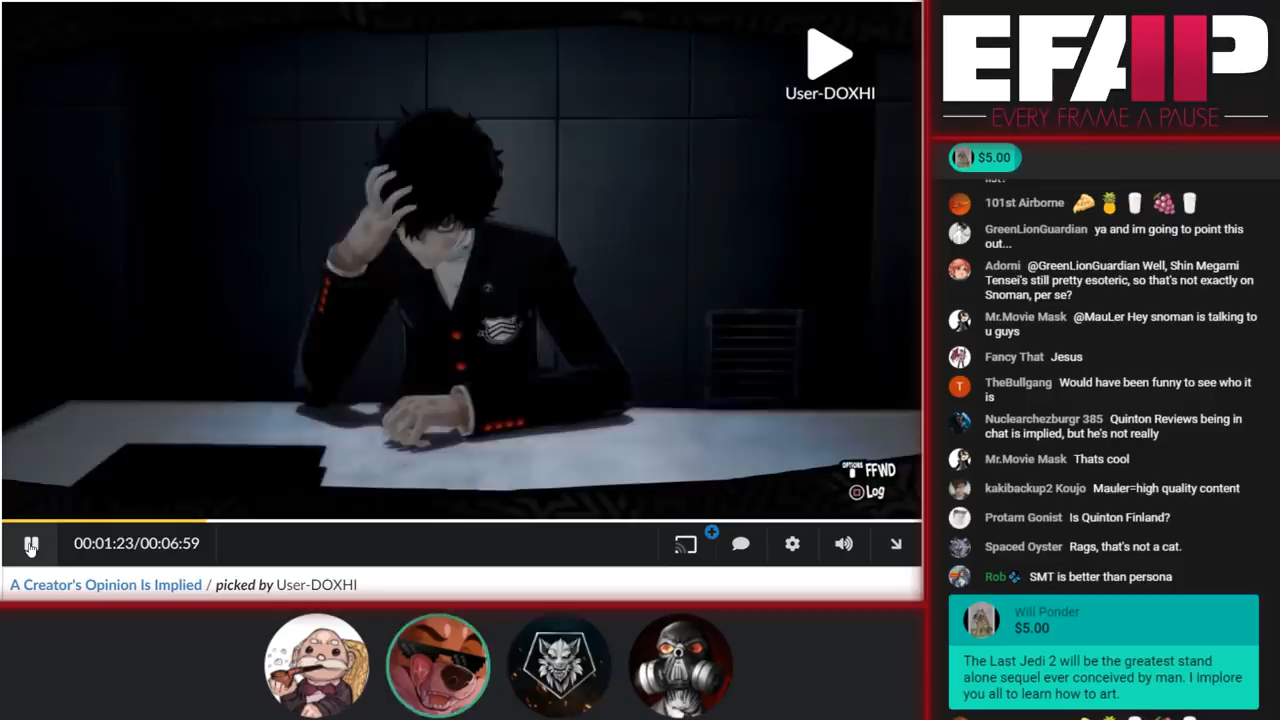 User-DOXHI
OPTIONS FFWD
Log
00:01:23/00:06:59
A Creator's Opinion Is Implied / picked by User-DOXHI
EFAP
EVERY FRAME A PAUSE
$5.00
list?
101st Airborne
GreenLionGuardian ya and im going to point this
out...
Adorni @GreenLionGuardian Well, Shin Megami
Tensei's still pretty esoteric, so that's not exactly on
Snoman, per se?
Mr.Movie Mask @MauLer Hey snoman is talking to
u guys
Fancy That Jesus
TheBullgang Would have been funny to see who it
is
Nuclearchezburgr 385 Quinton Reviews being in
chat is implied, but he's not really
Mr.Movie Mask Thats cool
kakibackup2 Koujo Mauler=high quality content
Protarn Gonist Is Quinton Finland?
Spaced Oyster Rags, that's not a cat.
Rob SMT is better than persona
Will Ponder
$5.00
The Last Jedi 2 will be the greatest stand
alone sequel ever conceived by man. I implore
you all to learn how to art.